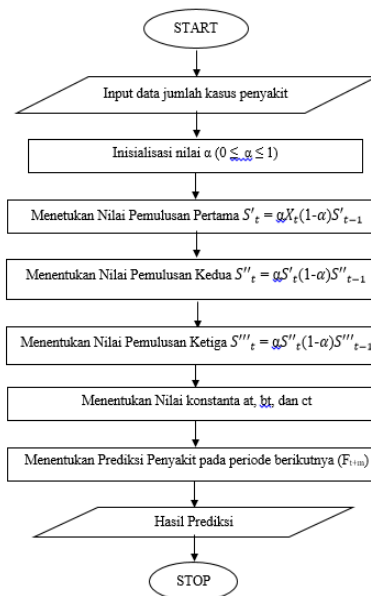 START
Input data jumlah kasus penyakit
Inisialisasi nilai α (0 ≤ α ≤ 1)
Menetukan Nilai Pemulusan Pertama S'ₜ = αXₜ(1-α)S'ₜ₋₁
Menentukan Nilai Pemulusan Kedua S''ₜ = αS'ₜ(1-α)S''ₜ₋₁
Menentukan Nilai Pemulusan Ketiga S'''ₜ = αS''ₜ(1-α)S'''ₜ₋₁
Menentukan Nilai konstanta at, bt, dan ct
Menentukan Prediksi Penyakit pada periode berikutnya (Fₜ₊ₘ)
Hasil Prediksi
STOP